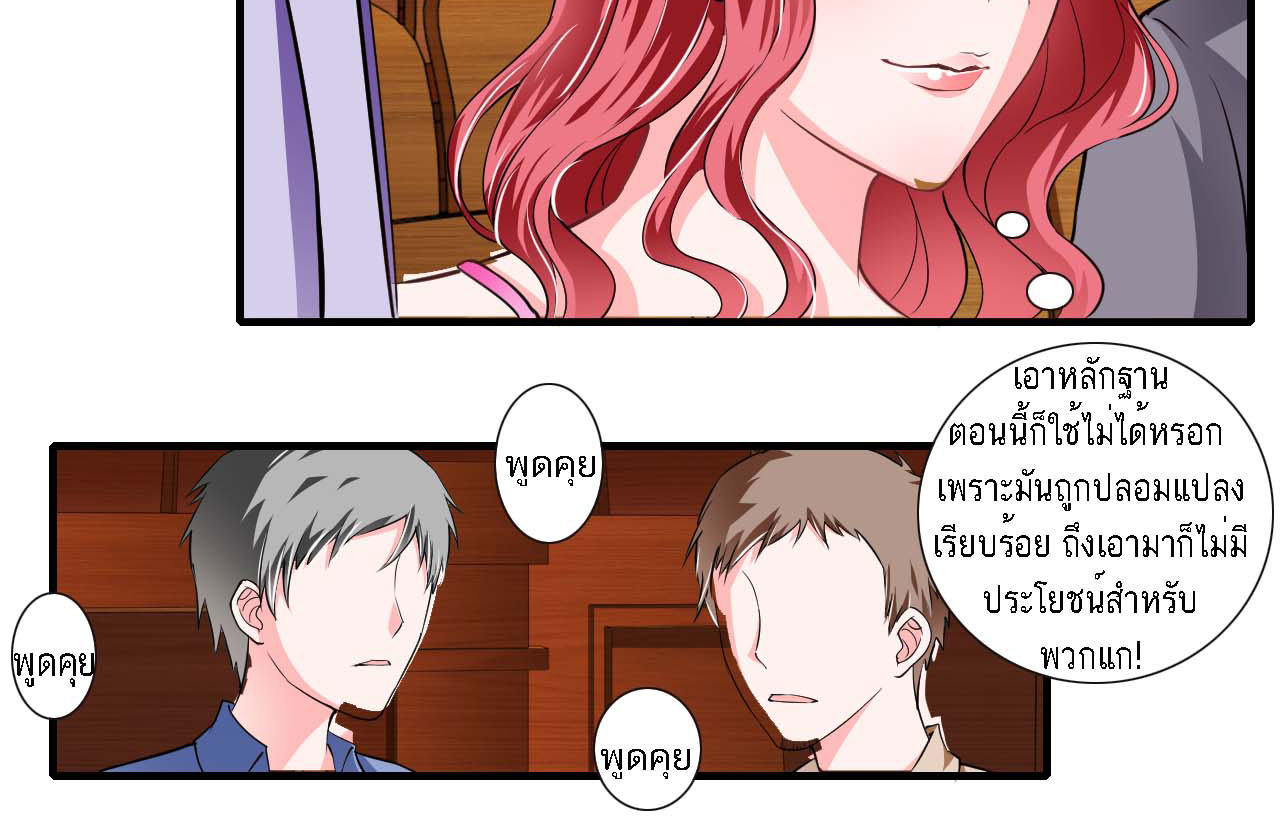 เอาหลักฐาน
ตอนนี้ก็ใช้ไม่ได้หรอก
เพราะมันถูกปลอมแปลง
เรียบร้อย ถึงเอามาก็ไม่มี
ประโยชน์สำหรับ
พวกแก!
พูดคุย
พูดคุย
พูดคุย